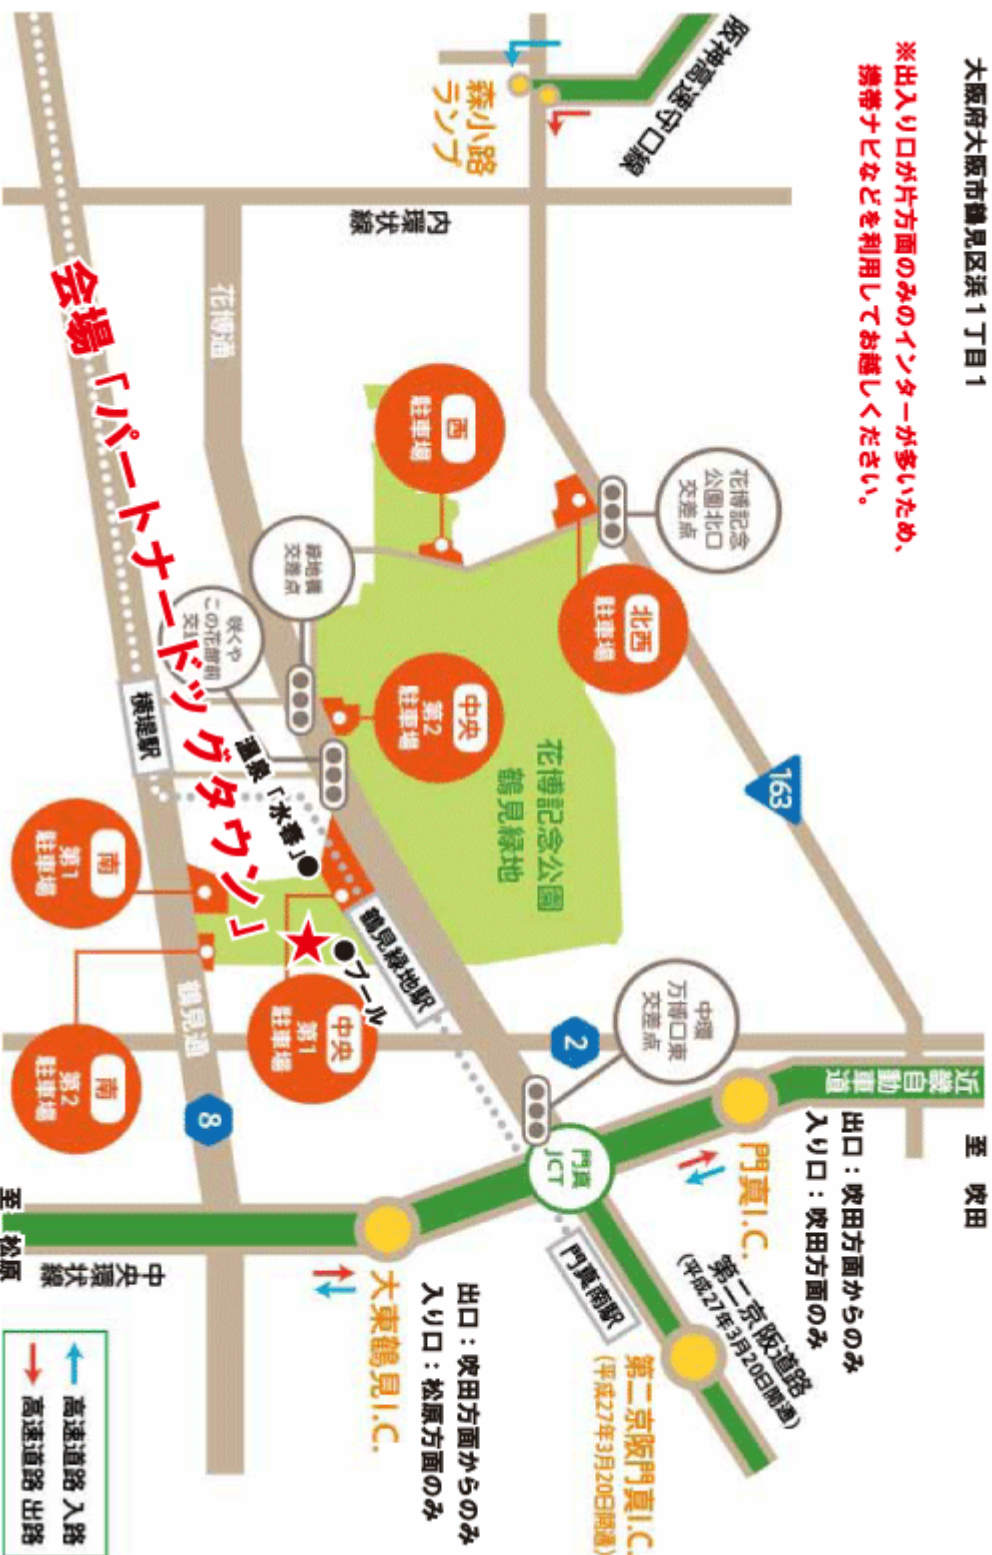 大阪府大阪市鶴見区浜1丁目1
※出入り口が片方面のみのインターが多いため、
携帯ナビなどを利用してお越しください。
阪神高速守口線
森小路
ランプ
内環状線
花博通
西
駐車場
花博記念
公園北口
交差点
北西
駐車場
163
緑地橋
交差点
咲くや
この花館前
中央
第2
駐車場
花博記念公園
鶴見緑地
会場「パートナードッグタウン」
横堤駅
温泉「水春」
プール
鶴見緑地駅
南
第1
駐車場
南
第2
駐車場
中央
第1
駐車場
鶴見通
8
2
中環
万博口東
交差点
近畿自動車道
至 吹田
出口:吹田方面からのみ
入り口:吹田方面のみ
門真I.C.
門真
JCT
門真南駅
第二京阪道路
(平成27年3月20日開通)
第二京阪門真I.C.
(平成27年3月20日開通)
大東鶴見I.C.
出口:吹田方面からのみ
入り口:松原方面のみ
中央環状線
至 松原
高速道路 入路
高速道路 出路